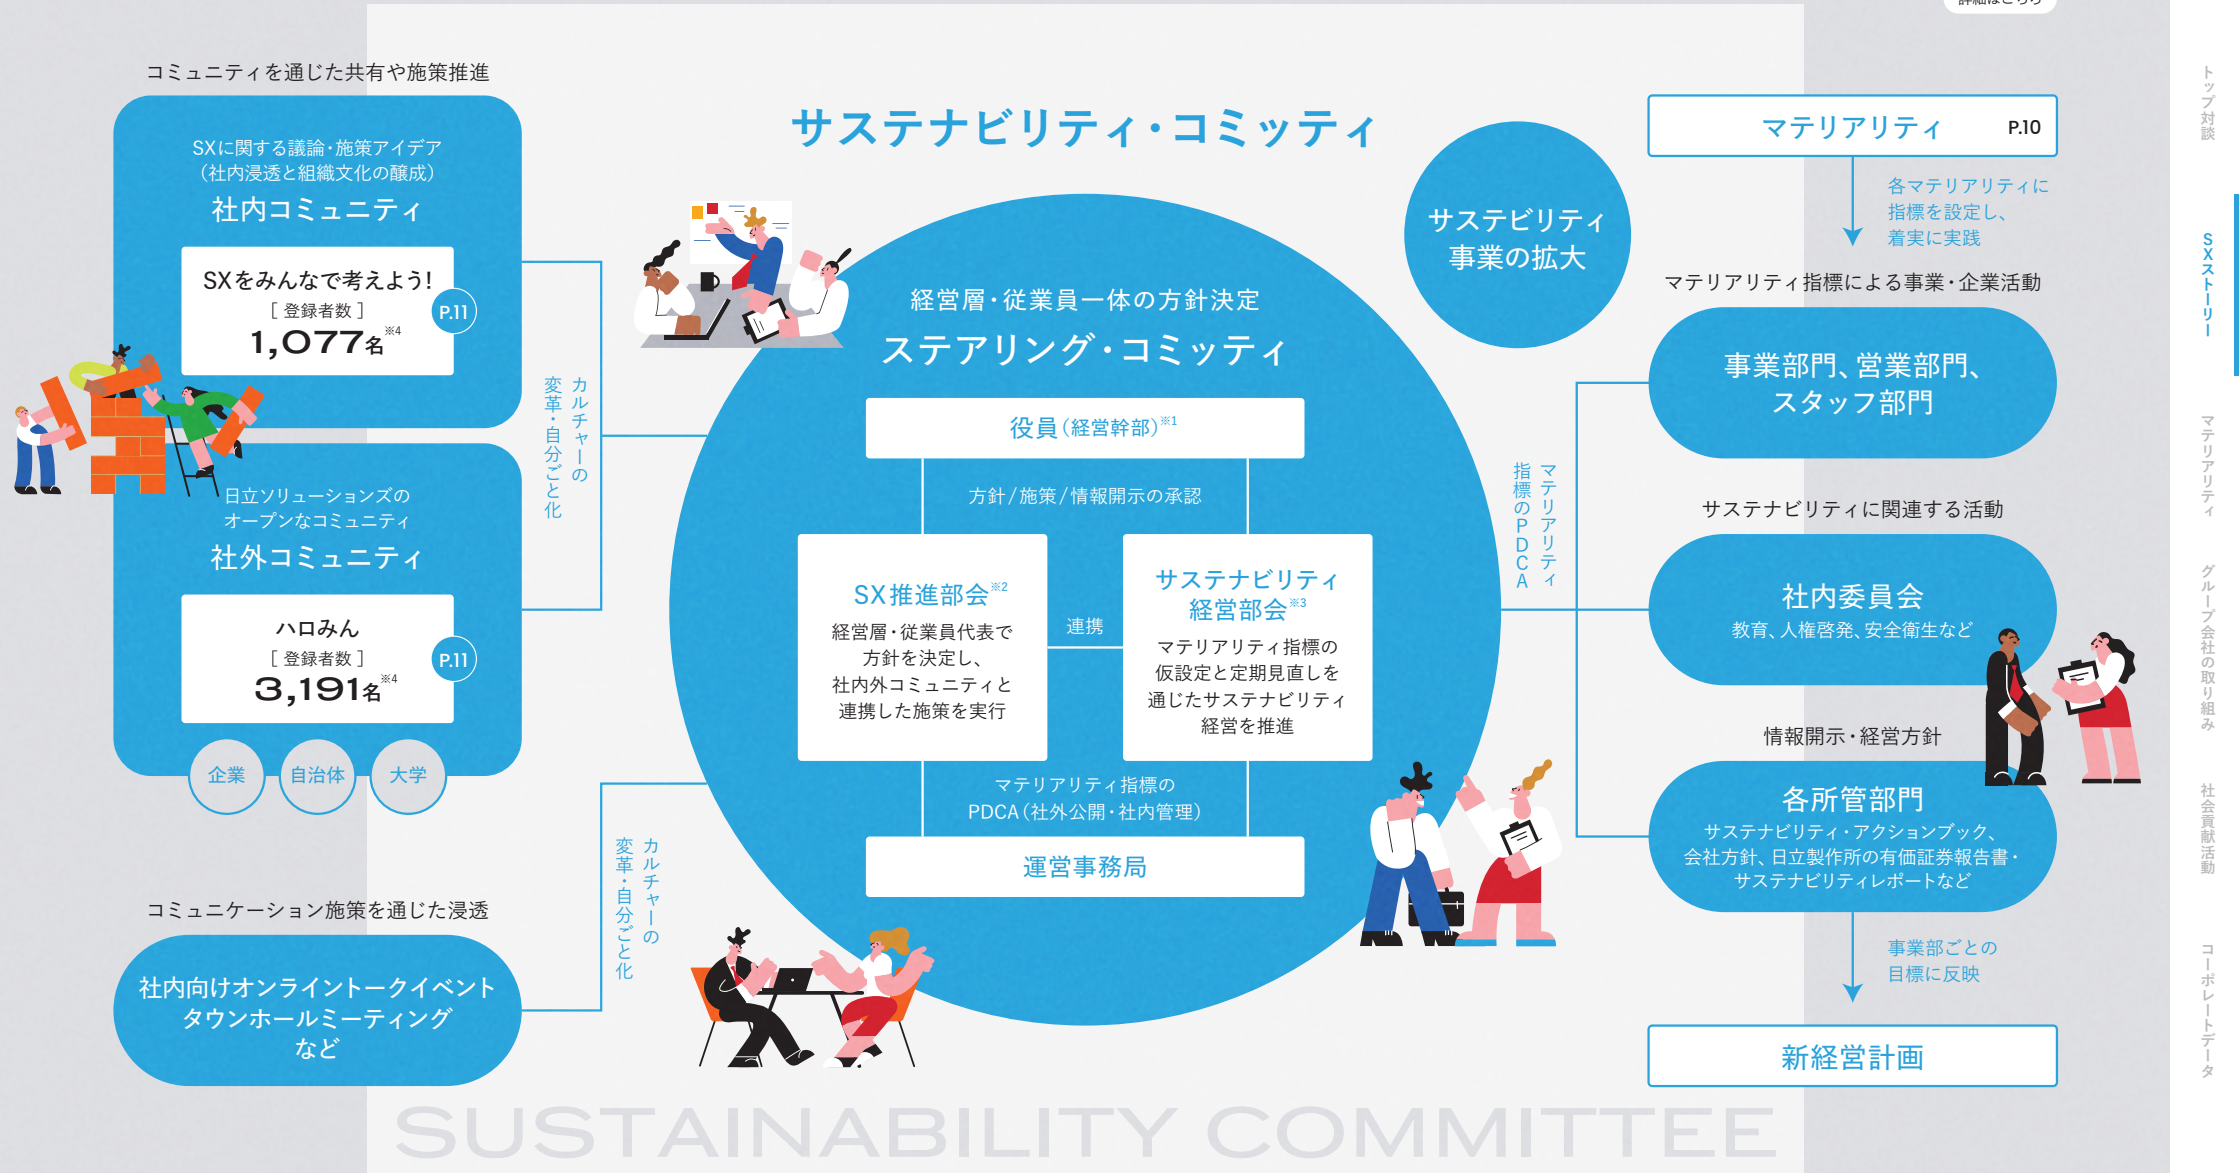 コミュニティを通じた共有や施策推進
SXに関する議論・施策アイデア
（社内浸透と組織文化の醸成）
社内コミュニティ
SXをみんなで考えよう！
［ 登録者数 ］
1,077名※4
P.11
日立ソリューションズの
オープンなコミュニティ
社外コミュニティ
ハロみん
［ 登録者数 ］
3,191名※4
P.11
企業
自治体
大学
コミュニケーション施策を通じた浸透
社内向けオンライントークイベント
タウンホールミーティング
など
カルチャーの
変革・自分ごと化
カルチャーの
変革・自分ごと化
サステナビリティ・コミッティ
経営層・従業員一体の方針決定
ステアリング・コミッティ
役員（経営幹部）※1
方針/施策/情報開示の承認
SX推進部会※2
経営層・従業員代表で
方針を決定し、
社内外コミュニティと
連携した施策を実行
連携
サステナビリティ
経営部会※3
マテリアリティ指標の
仮設定と定期見直しを
通じたサステナビリティ
経営を推進
マテリアリティ指標の
PDCA（社外公開・社内管理）
運営事務局
サステビリティ
事業の拡大
マテリアリティ
指標のPDCA
詳細はこちら
マテリアリティ P.10
各マテリアリティに
指標を設定し、
着実に実践
マテリアリティ指標による事業・企業活動
事業部門、営業部門、
スタッフ部門
サステナビリティに関連する活動
社内委員会
教育、人権啓発、安全衛生など
情報開示・経営方針
各所管部門
サステナビリティ・アクションブック、
会社方針、日立製作所の有価証券報告書・
サステナビリティレポートなど
事業部ごとの
目標に反映
新経営計画
SUSTAINABILITY COMMITTEE
トップ対談
SXストーリー
マテリアリティ
グループ会社の取り組み
社会貢献活動
コーポレートデータ